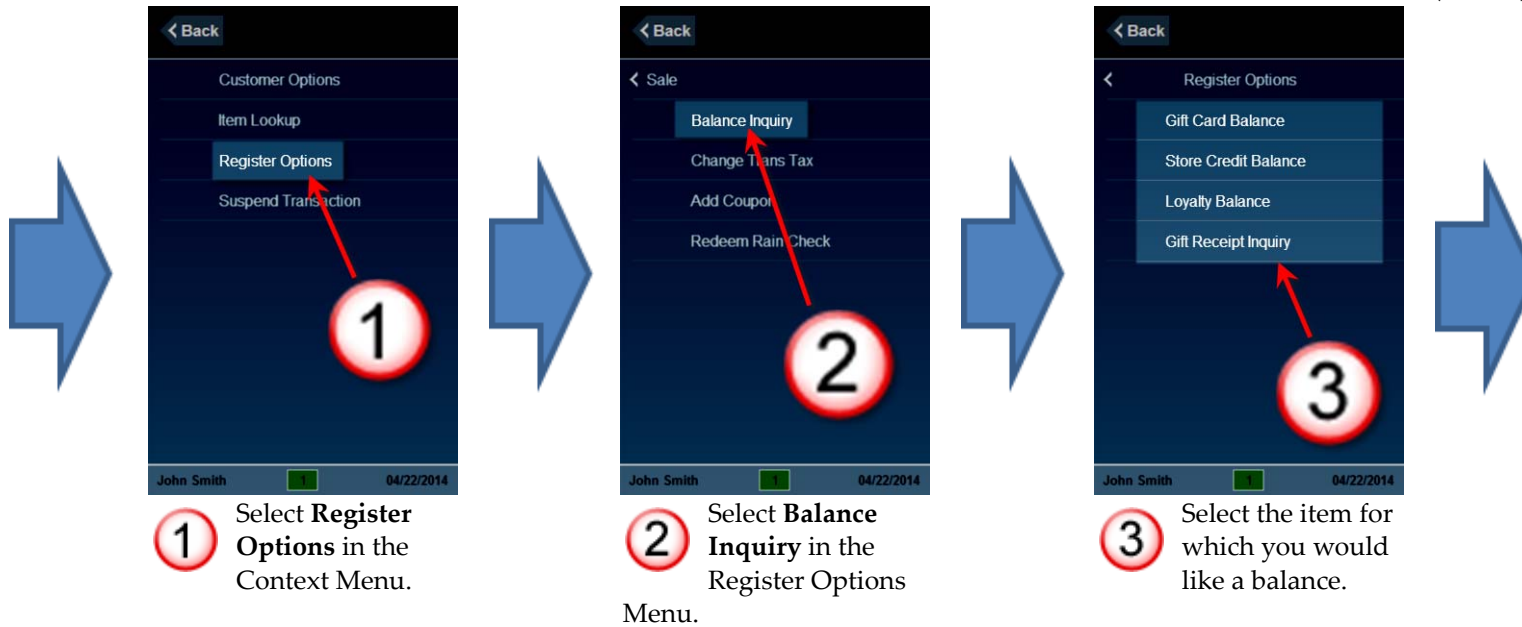 Back
Customer Options
Item Lookup
Register Options
Suspend Transaction
1
John Smith 1 04/22/2014
1 Select Register
Options in the
Context Menu.
Back
Sale
Balance Inquiry
Change Trans Tax
Add Coupon
Redeem Rain Check
2
John Smith 1 04/22/2014
2 Select Balance
Inquiry in the
Register Options
Menu.
Back
Register Options
Gift Card Balance
Store Credit Balance
Loyalty Balance
Gift Receipt Inquiry
3
John Smith 1 04/22/2014
3 Select the item for
which you would
like a balance.